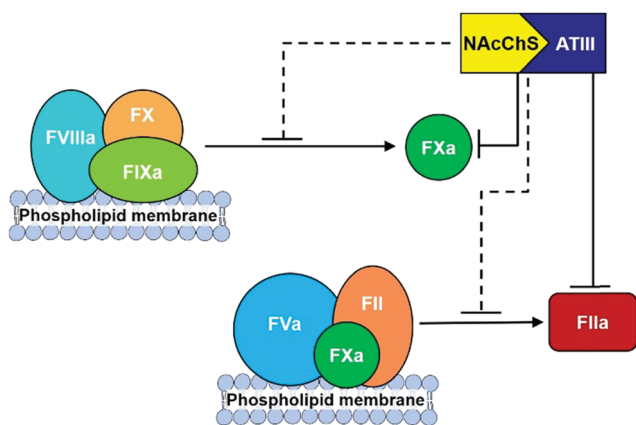 NAcChS ATIII
FX
FVIIIa
FIXa
FXa
Phospholipid membrane
FII
FVa
FXa
FIIa
Phospholipid membrane